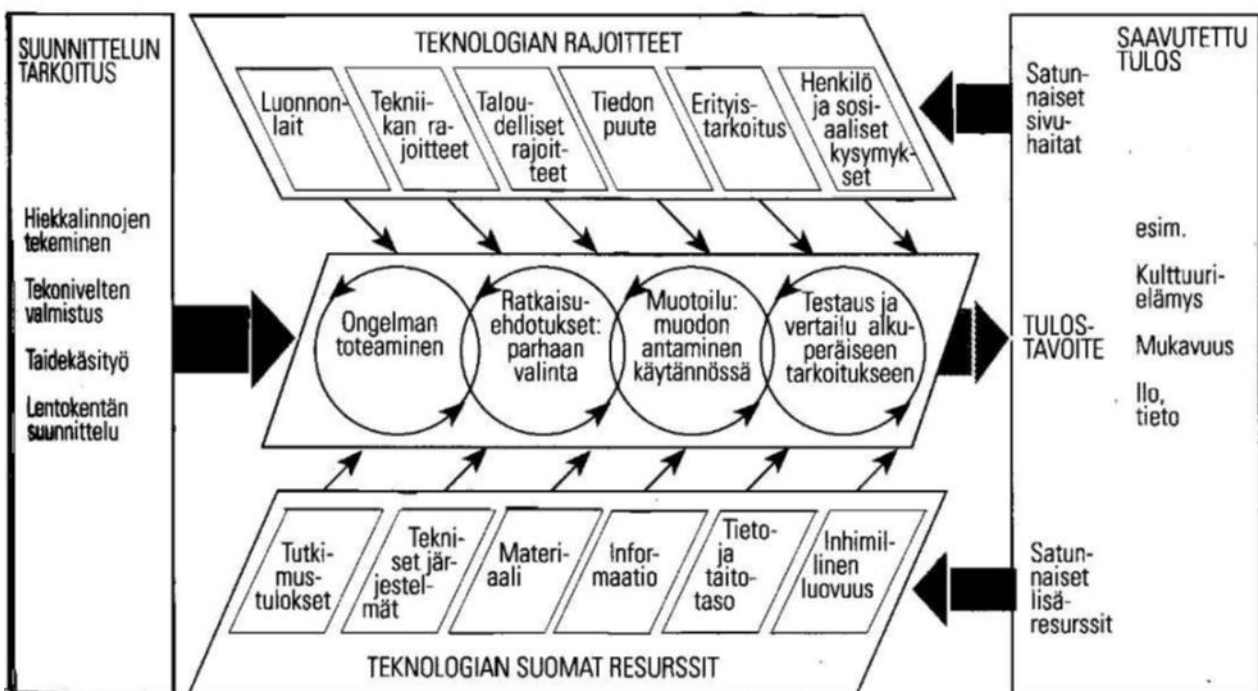 SUUNNITTELUN
TARKOITUS
Hiekkalinnojen
tekeminen
Tekonivelten
valmistus
Taidekäsityö
Lentokentän
suunnittelu
TEKNOLOGIAN RAJOITTEET
Luonnon-
lait
Teknii-
kan ra-
joitteet
Talou-
delliset
rajoit-
teet
Tiedon
puute
Erityis-
tarkoitus
Henkilö
ja sosi-
aaliset
kysymyk-
set
Ongelman
toteaminen
Ratkaisu-
ehdotukset:
parhaan
valinta
Muotoilu:
muodon
antaminen
käytännössä
Testaus ja
vertailu alku-
peräiseen
tarkoitukseen
Tutki-
mus-
tulokset
Tekni-
set jär-
jestel-
mät
Materi-
aali
Infor-
maatio
Tieto-
ja
taito-
taso
Inhimil-
linen
luovuus
TEKNOLOGIAN SUOMAT RESURSSIT
Satun-
naiset
sivu-
haitat
TULOS-
TAVOITE
Satun-
naiset
lisä-
resurssit
SAAVUTETTU
TULOS
esim.
Kulttuuri-
elämys
Mukavuus
Ilo,
tieto